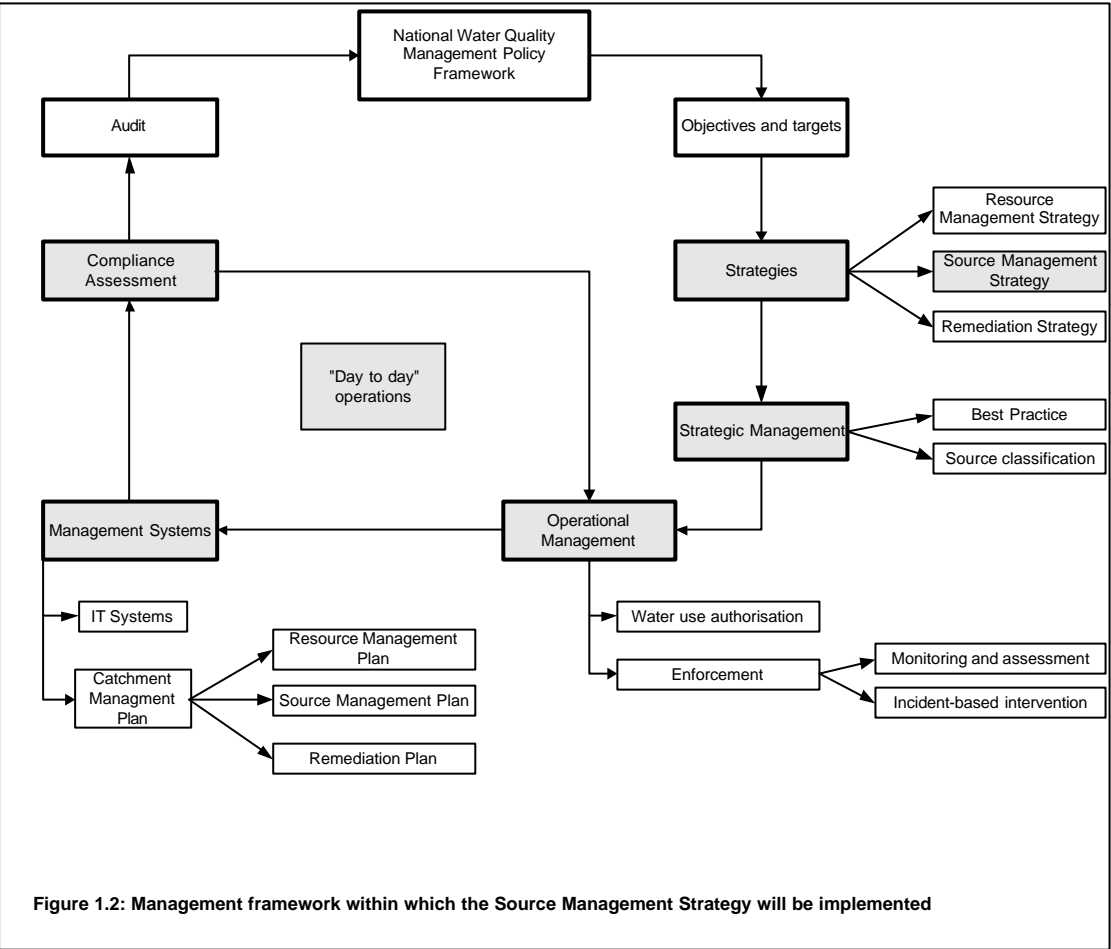 National Water Quality
Management Policy
Framework
Audit
Objectives and targets
Compliance
Assessment
Strategies
Resource
Management Strategy
Source Management
Strategy
Remediation Strategy
"Day to day"
operations
Strategic Management
Best Practice
Source classification
Management Systems
Operational
Management
IT Systems
Catchment
Managment
Plan
Resource Management
Plan
Source Management Plan
Remediation Plan
Water use authorisation
Enforcement
Monitoring and assessment
Incident-based intervention
Figure 1.2: Management framework within which the Source Management Strategy will be implemented